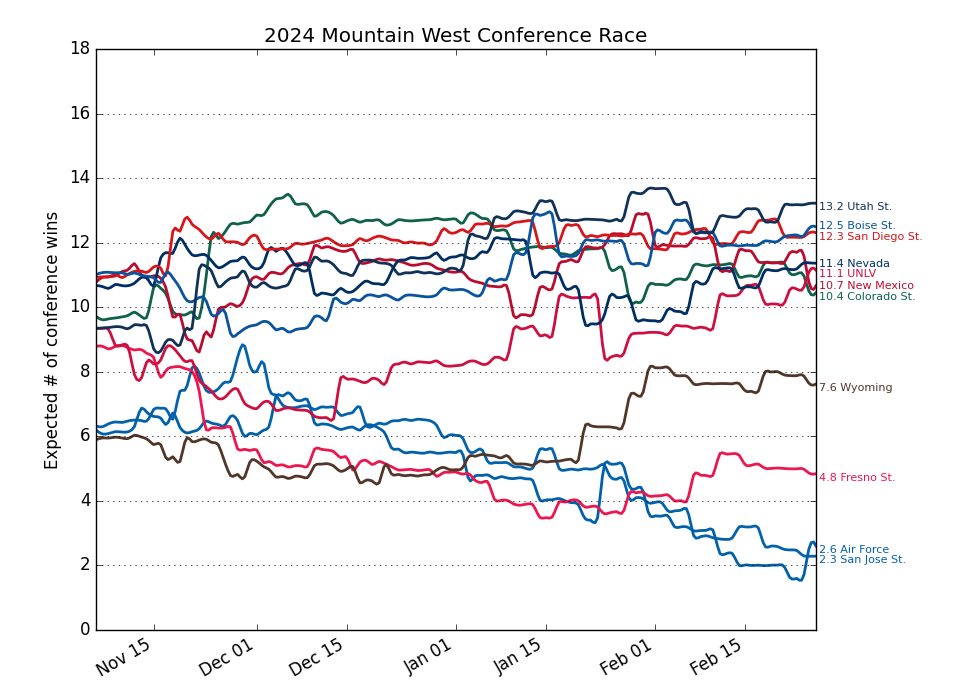 2024 Mountain West Conference Race
Expected # of conference wins
18
16
14
12
10
8
6
4
2
0
13.2 Utah St.
12.5 Boise St.
12.3 San Diego St.
11.4 Nevada
11.1 UNLV
10.7 New Mexico
10.4 Colorado St.
7.6 Wyoming
4.8 Fresno St.
2.6 Air Force
2.3 San Jose St.
Nov 15
Dec 01
Dec 15
Jan 01
Jan 15
Feb 01
Feb 15